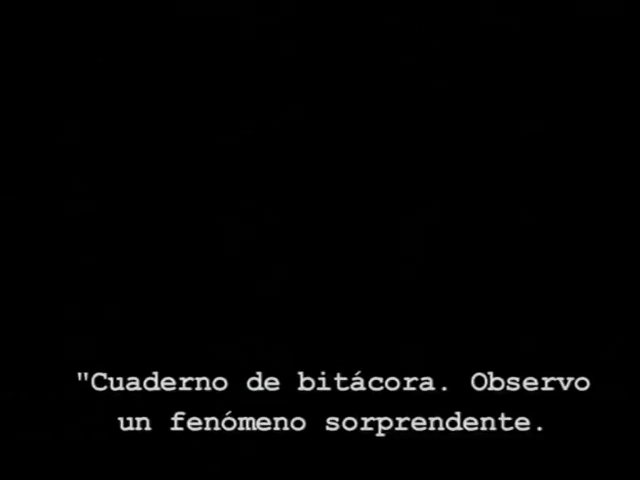 "Cuaderno de bitácora. Observo
un fenómeno sorprendente.